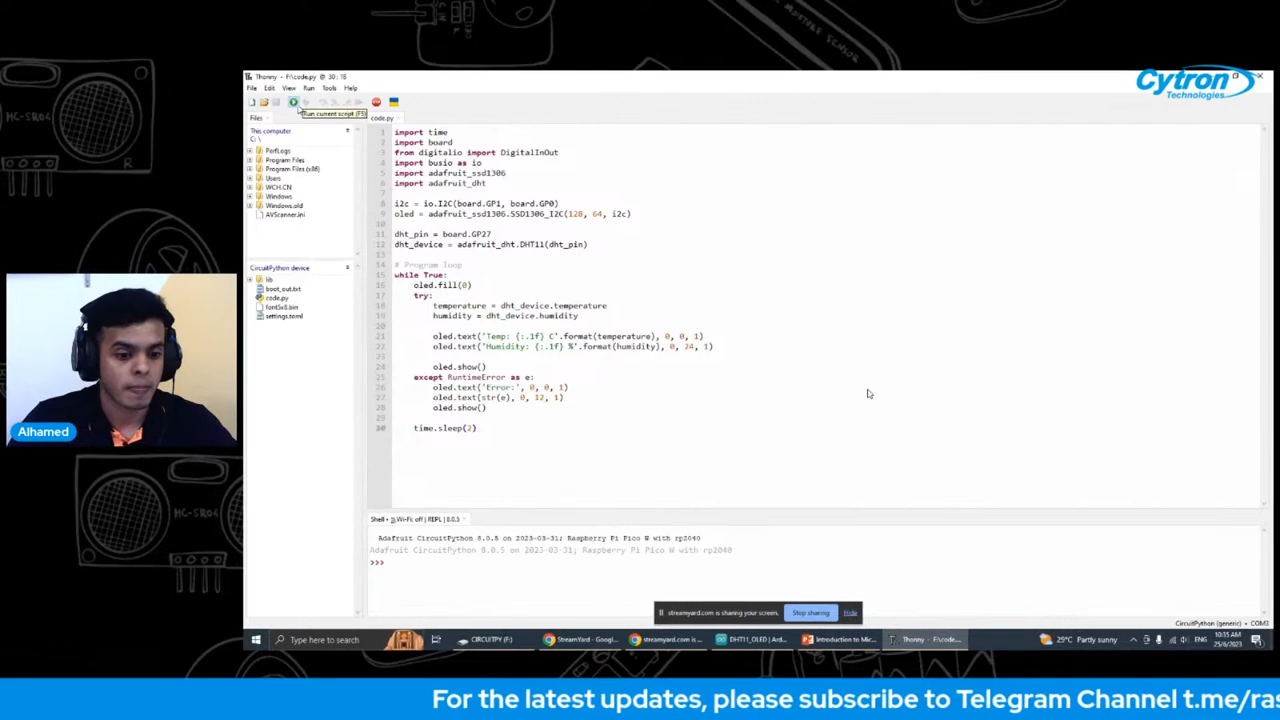 HC-SR04
R
MOISTURE SENSOR
Cytron
Technologies
Thonny - F:\code.py @ 30 : 18
File Edit View Run Tools Help
Run current script (F5)
Files
code.py
This computer
C: \
PerfLogs
Program Files
Program Files (x86)
Users
WCH.CN
Windows
Windows.old
AVScanner.ini
CircuitPython device
lib
boot_out.txt
code.py
font5x8.bin
settings.toml
1 import time
2 import board
3 from digitalio import DigitalInOut
4 import busio as io
5 import adafruit_ssd1306
6 import adafruit_dht
7
8 i2c = io.I2C(board.GP1, board.GP0)
9 oled = adafruit_ssd1306.SSD1306_I2C(128, 64, i2c)
10
11 dht_pin = board.GP27
12 dht_device = adafruit_dht.DHT11(dht_pin)
13
14 # Program loop
15 while True:
16 oled.fill(0)
17 try:
18 temperature = dht_device.temperature
19 humidity = dht_device.humidity
20
21 oled.text('Temp: {:.1f} C'.format(temperature), 0, 0, 1)
22 oled.text('Humidity: {:.1f} %'.format(humidity), 0, 24, 1)
23
24 oled.show()
25 except RuntimeError as e:
26 oled.text('Error:', 0, 0, 1)
27 oled.text(str(e), 0, 12, 1)
28 oled.show()
29
30 time.sleep(2)
Alhamed
HC-SR04
HC-SR04
Shell • Wi-Fi: off | REPL | 8.0.5
Adafruit CircuitPython 8.0.5 on 2023-03-31; Raspberry Pi Pico W with rp2040
Adafruit CircuitPython 8.0.5 on 2023-03-31; Raspberry Pi Pico W with rp2040
>>>
streamyard.com is sharing your screen. Stop sharing Hide
CircuitPython (generic) • COM3
Type here to search
CIRCUITPY (F:)
StreamYard - Googl...
streamyard.com is ...
DHT11_OLED | Ard...
Introduction to Micr...
Thonny - F:\code...
29°C Partly sunny
10:35 AM
25/6/2023
For the latest updates, please subscribe to Telegram Channel t.me/ras